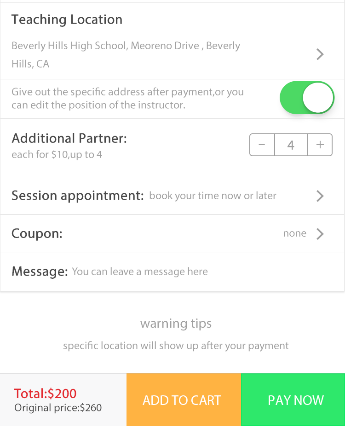 Teaching Location
Beverly Hills High School, Meoreno Drive , Beverly
Hills, CA
Give out the specific address after payment,or you
can edit the position of the instructor.
Additional Partner:
each for $10,up to 4
− 4 +
Session appointment: book your time now or later
Coupon: none
Message: You can leave a message here
warning tips
specific location will show up after your payment
Total:$200
Original price:$260
ADD TO CART
PAY NOW